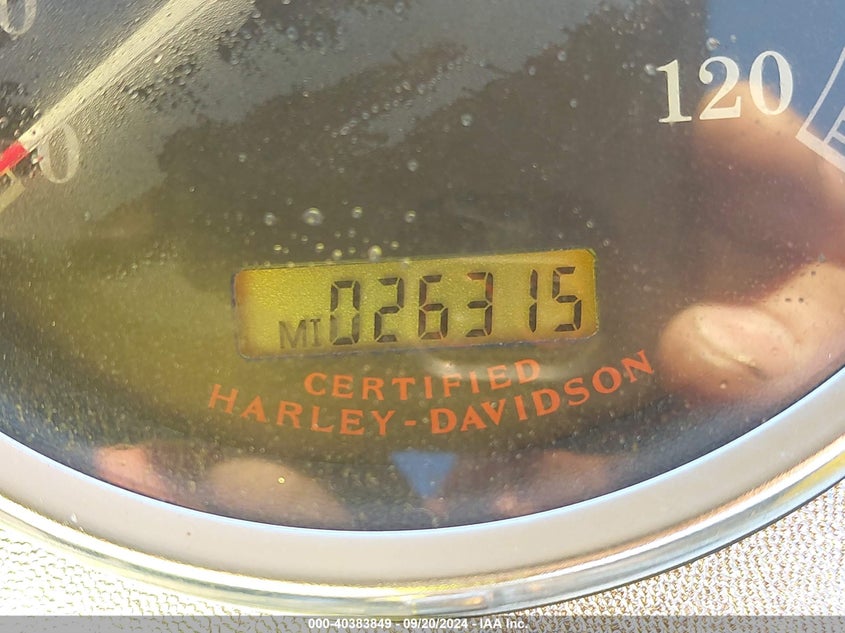 120
MI 026315
CERTIFIED
HARLEY-DAVIDSON
000-40383849 - 09/20/2024 - IAA Inc.